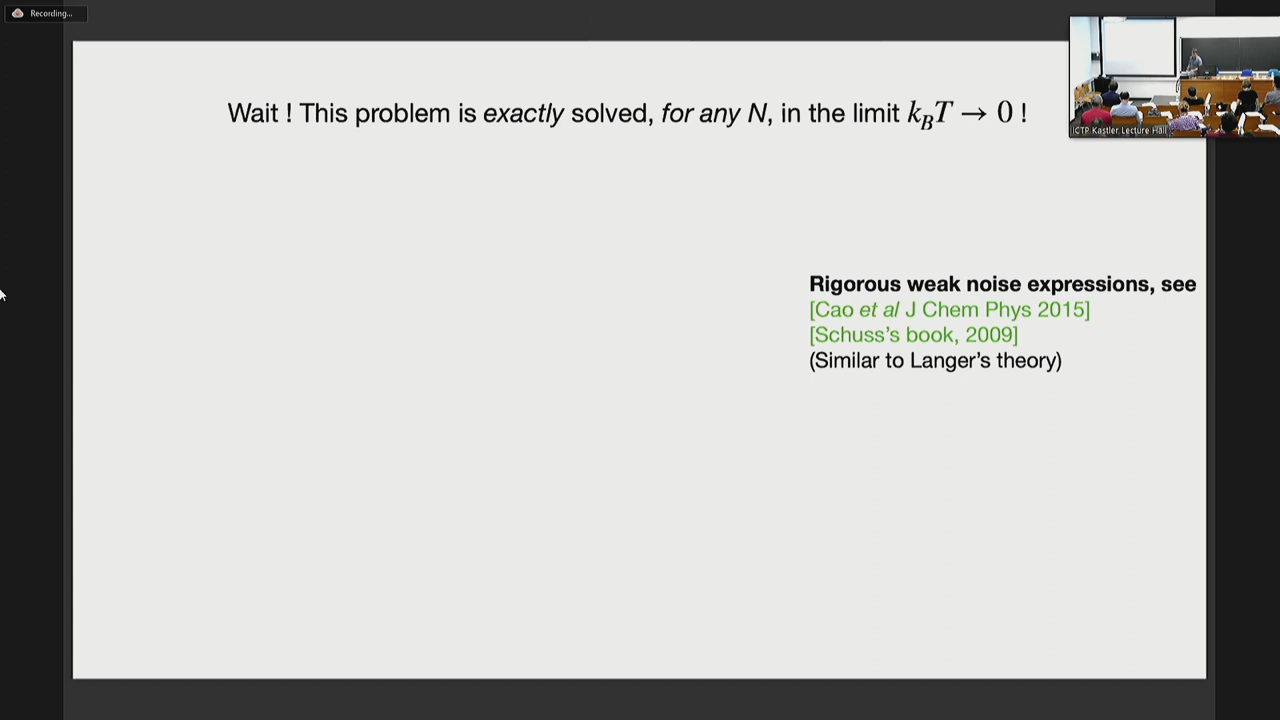 Recording...
Wait ! This problem is exactly solved, for any N, in the limit k_BT → 0 !
ICTP Kastler Lecture Hall
Rigorous weak noise expressions, see
[Cao et al J Chem Phys 2015]
[Schuss's book, 2009]
(Similar to Langer's theory)